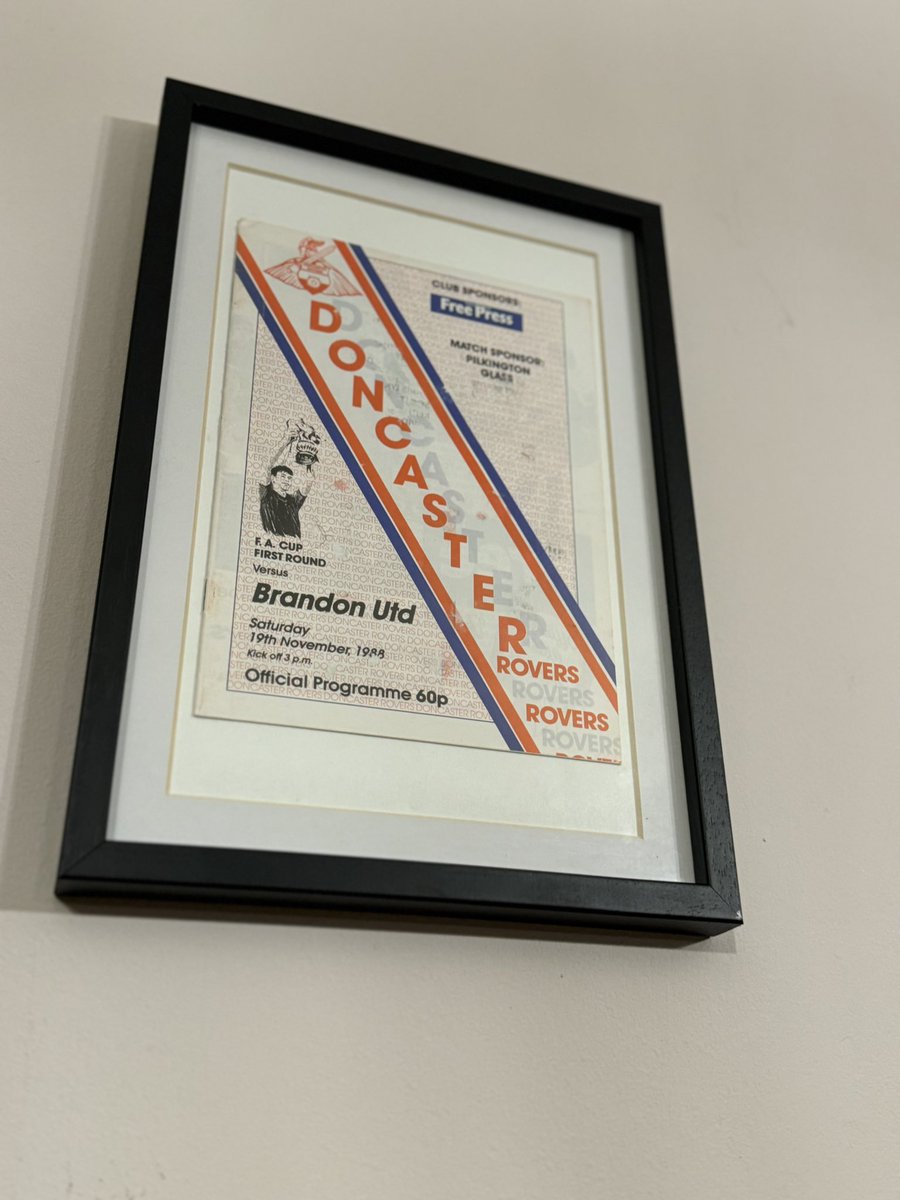 CLUB SPONSORS:
Free Press
MATCH SPONSOR:
PILKINGTON
GLASS
DONCASTER
ROVERS
ROVERS
ROVERS
ROVERS
F. A. CUP
FIRST ROUND
Versus
Brandon Utd
Saturday
19th November, 1988
Kick off 3 p.m.
Official Programme 60p